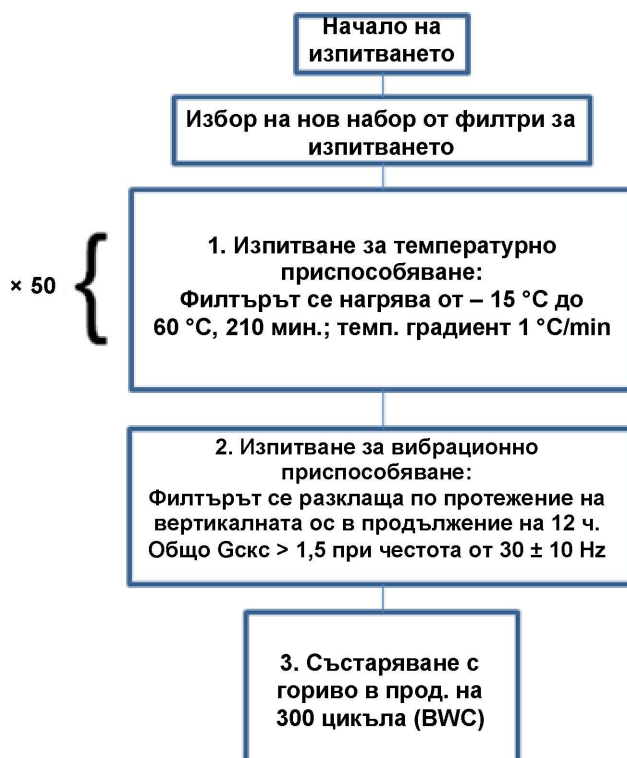 Начало на
изпитването
Избор на нов набор от филтри за
изпитването
× 50
1. Изпитване за температурно
приспособяване:
Филтърът се нагрява от – 15 °C до
60 °C, 210 мин.; темп. градиент 1 °C/min
2. Изпитване за вибрационно
приспособяване:
Филтърът се разклаща по протежение на
вертикалната ос в продължение на 12 ч.
Общо Gскс > 1,5 при честота от 30 ± 10 Hz
3. Състаряване с
гориво в прод. на
300 цикъла (BWC)